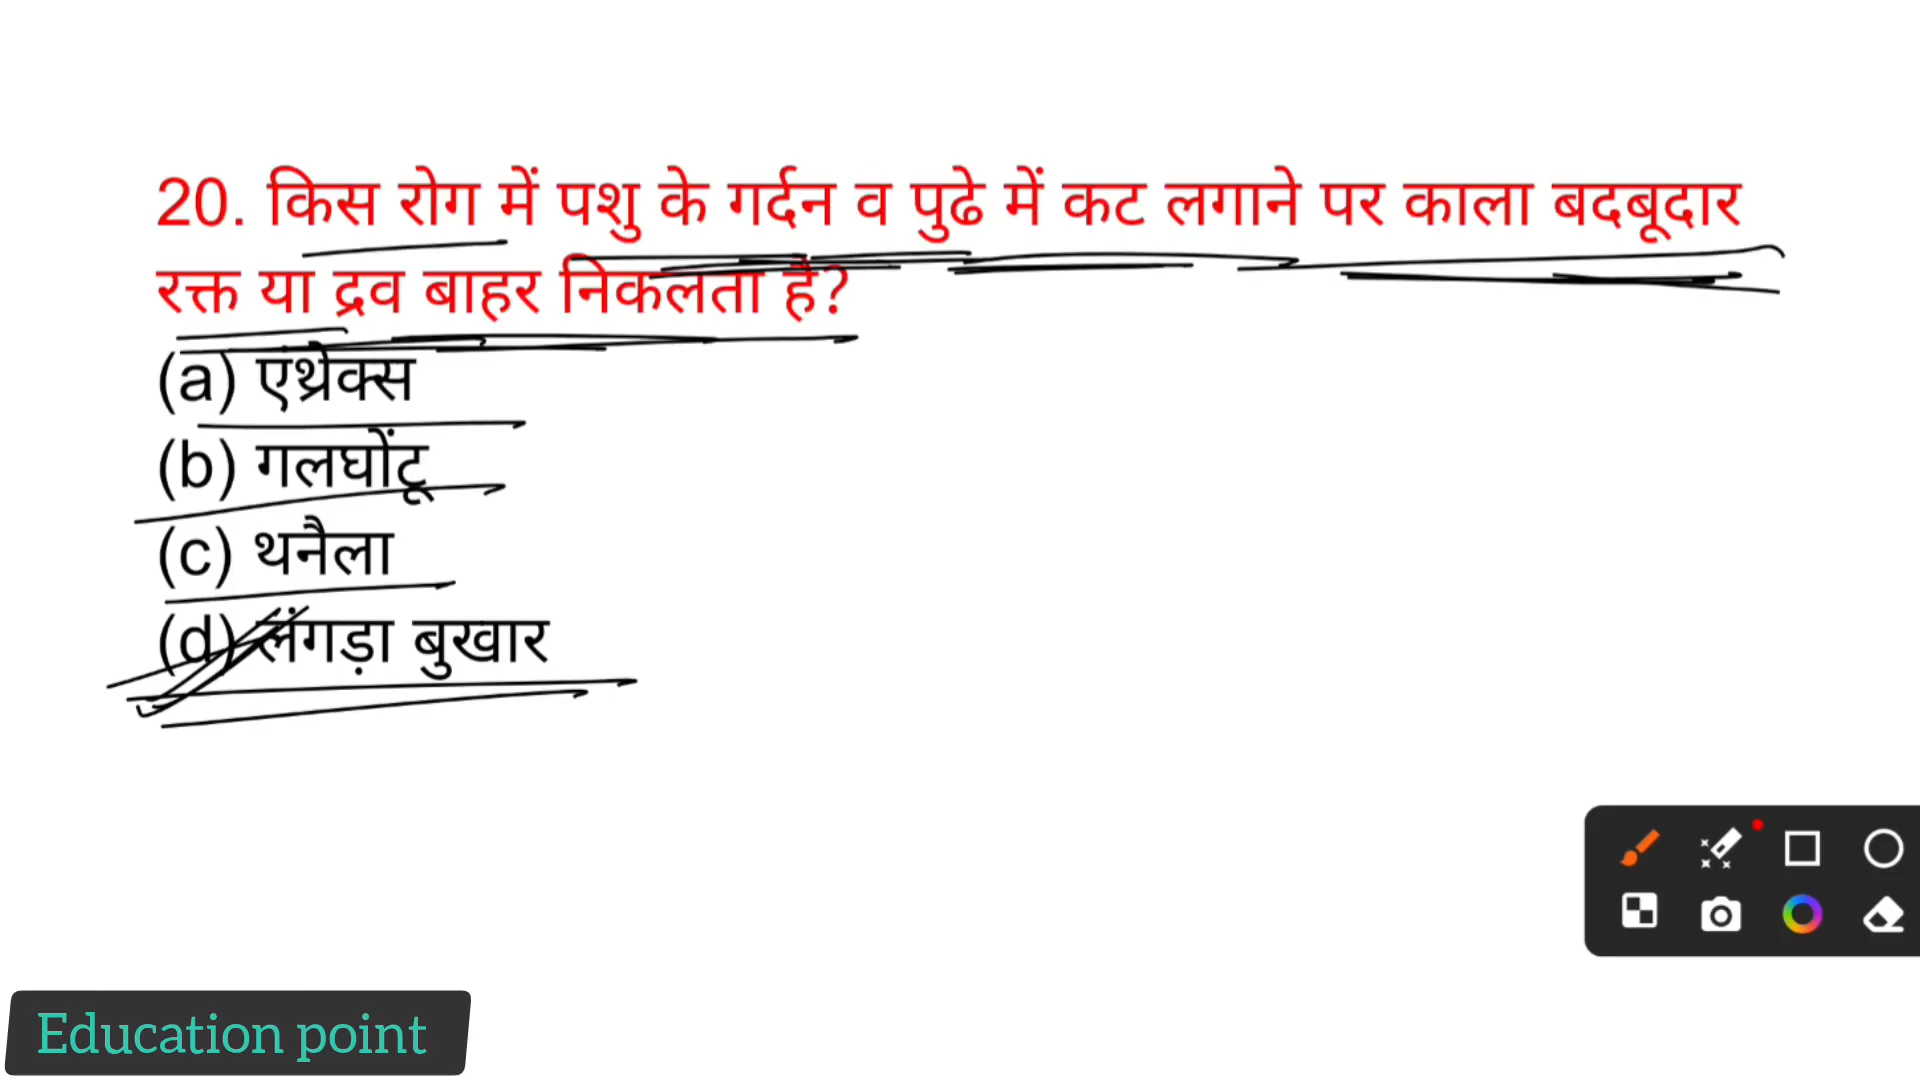 20. किस रोग में पशु के गर्दन व पुढे में कट लगाने पर काला बदबूदार
रक्त या द्रव बाहर निकलता है?
(a) एंथ्रेक्स
(b) गलघोंटू
(c) थनैला
(d) लंगड़ा बुखार
Education point